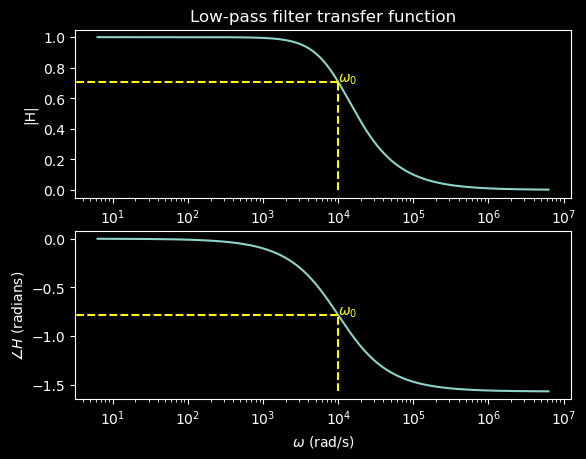 Low-pass filter transfer function
|H|
1.0
0.8
0.6
0.4
0.2
0.0
ω₀
10¹ 10² 10³ 10⁴ 10⁵ 10⁶ 10⁷
∠H (radians)
0.0
−0.5
−1.0
−1.5
ω₀
10¹ 10² 10³ 10⁴ 10⁵ 10⁶ 10⁷
ω (rad/s)